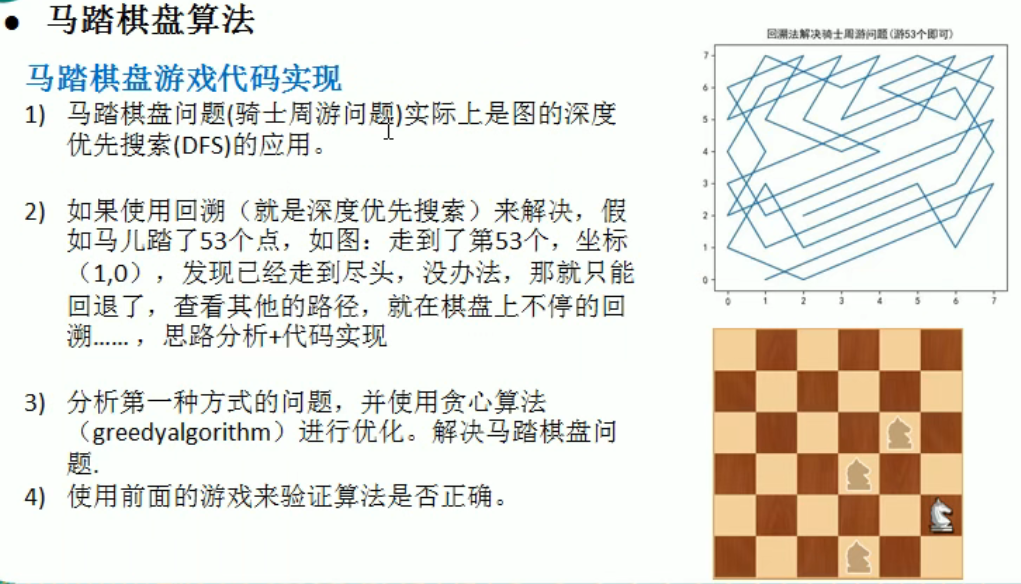 ● 马踏棋盘算法
马踏棋盘游戏代码实现
1) 马踏棋盘问题(骑士周游问题)实际上是图的深度
优先搜索(DFS)的应用。
2) 如果使用回溯（就是深度优先搜索）来解决，假
如马儿踏了53个点，如图：走到了第53个，坐标
（1,0），发现已经走到尽头，没办法，那就只能
回退了，查看其他的路径，就在棋盘上不停的回
溯…… ，思路分析+代码实现
3) 分析第一种方式的问题，并使用贪心算法
（greedyalgorithm）进行优化。解决马踏棋盘问
题.
4) 使用前面的游戏来验证算法是否正确。
回溯法解决骑士周游问题(游53个即可)
7
6
5
4
3
2
1
0
0 1 2 3 4 5 6 7